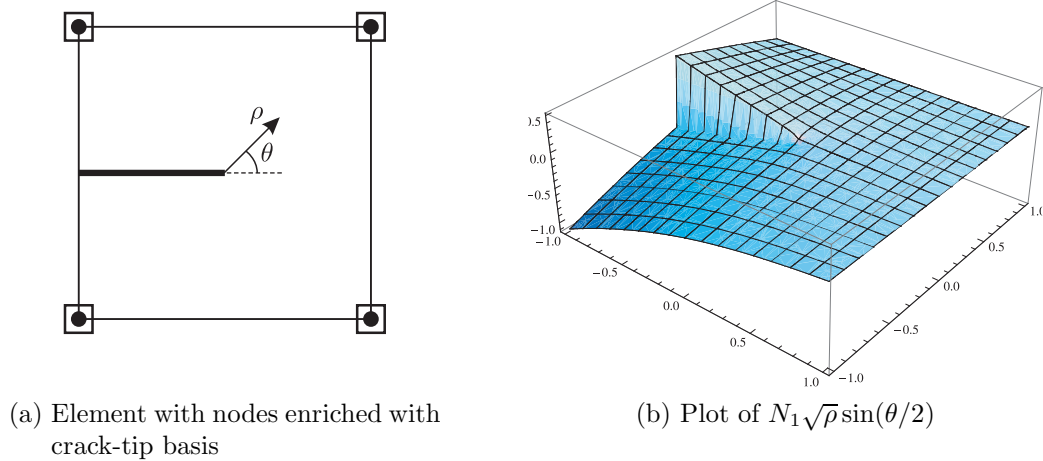 ρ
θ
0.5
0.0
−0.5
−1.0
−1.0
−0.5
0.0
0.5
1.0
−1.0
−0.5
0.0
0.5
1.0
(a) Element with nodes enriched with
crack-tip basis
(b) Plot of N₁√ρ sin(θ/2)